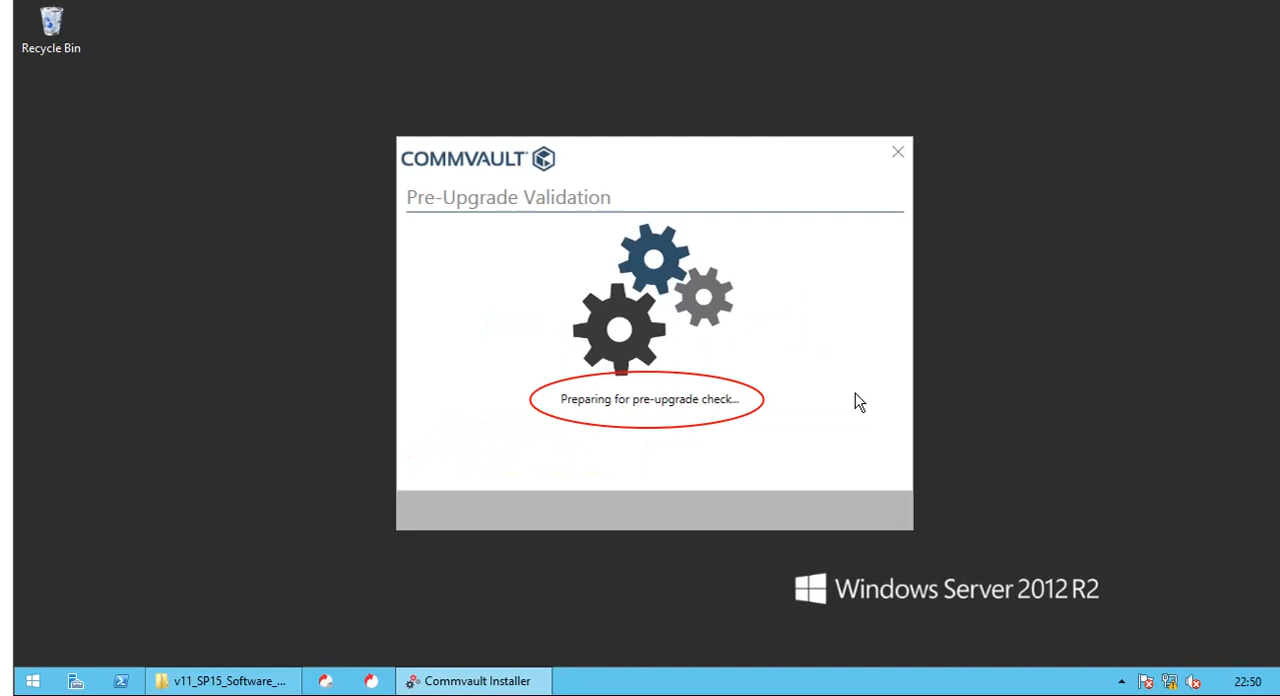 Recycle Bin
COMMVAULT
Pre-Upgrade Validation
Preparing for pre-upgrade check...
Windows Server 2012 R2
v11_SP15_Software_...
Commvault Installer
22:50